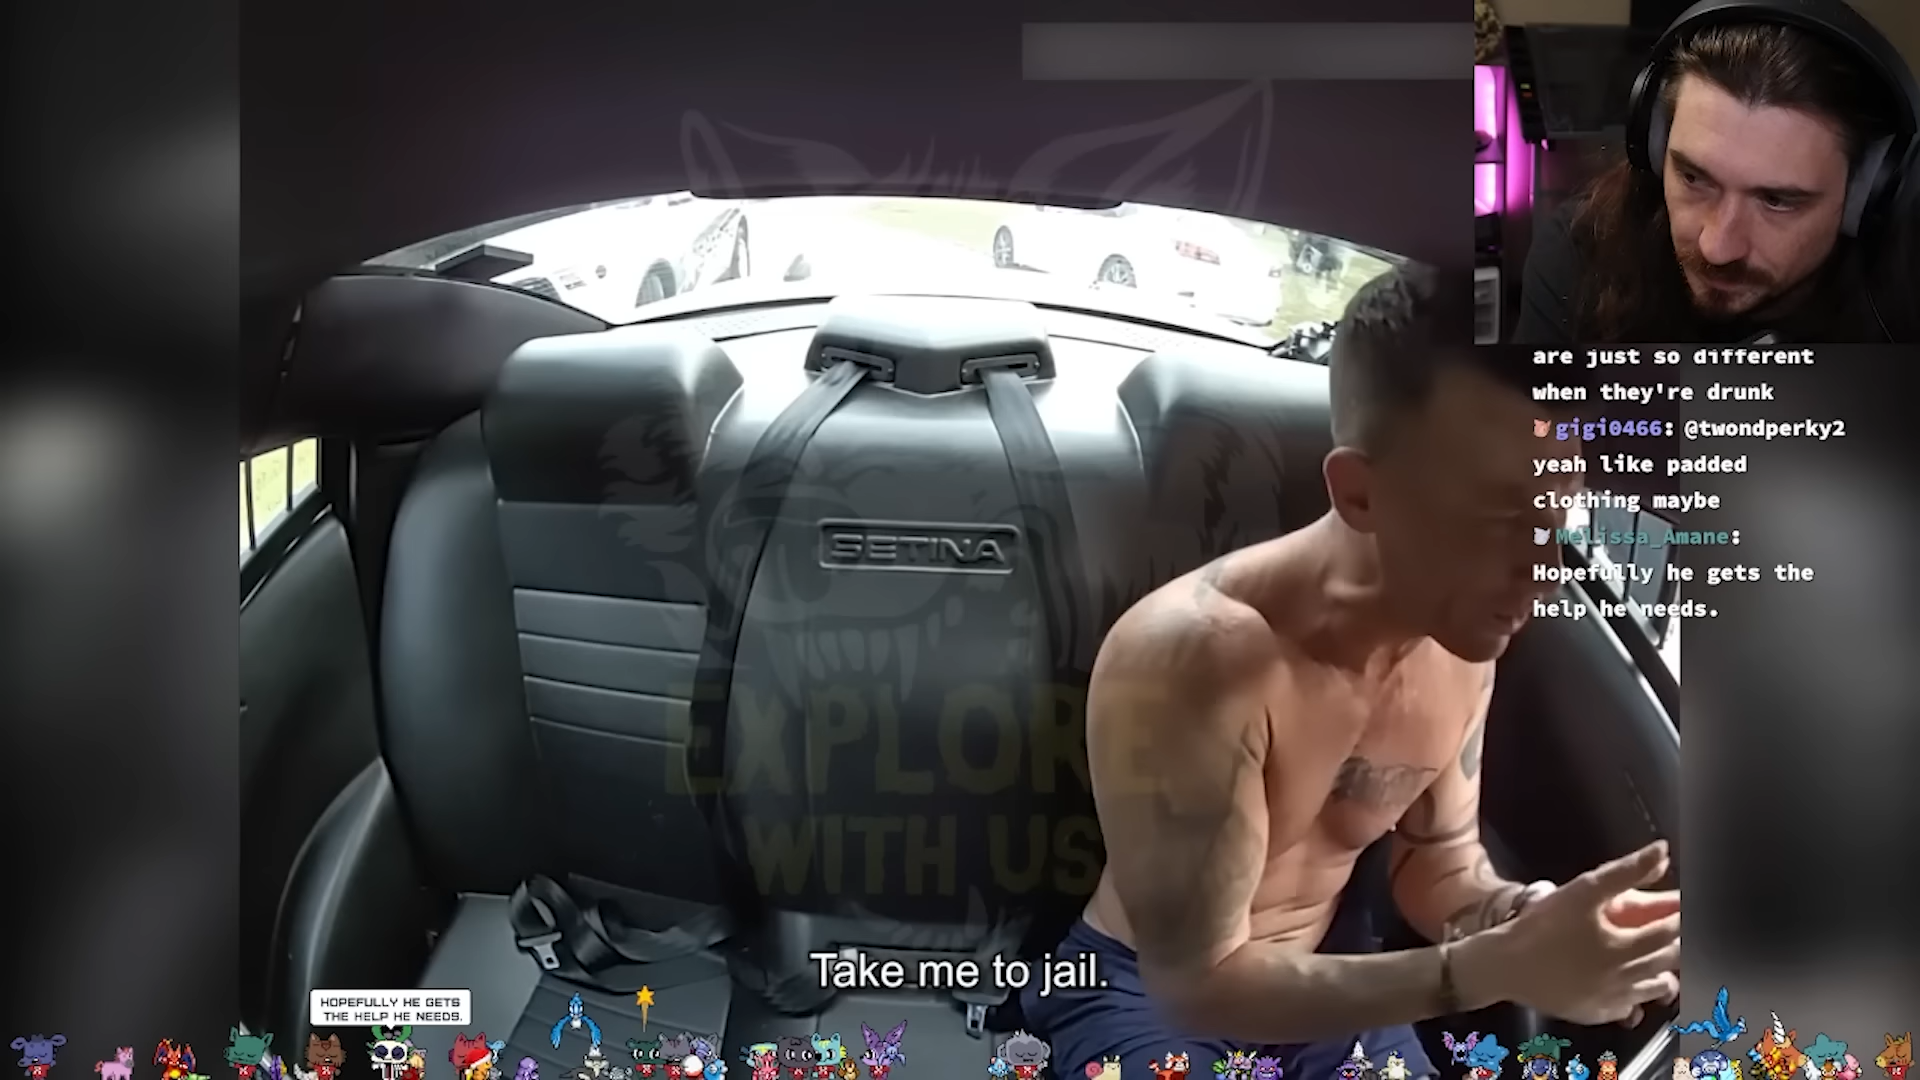 are just so different
when they're drunk
gigi0466: @twondperky2
yeah like padded
clothing maybe
Melissa_Amane:
Hopefully he gets the
help he needs.
SETINA
EXPLORE
WITH US
Take me to jail.
HOPEFULLY HE GETS
THE HELP HE NEEDS.